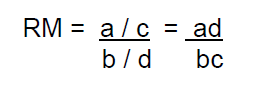 RM = a / c = ad
b / d bc